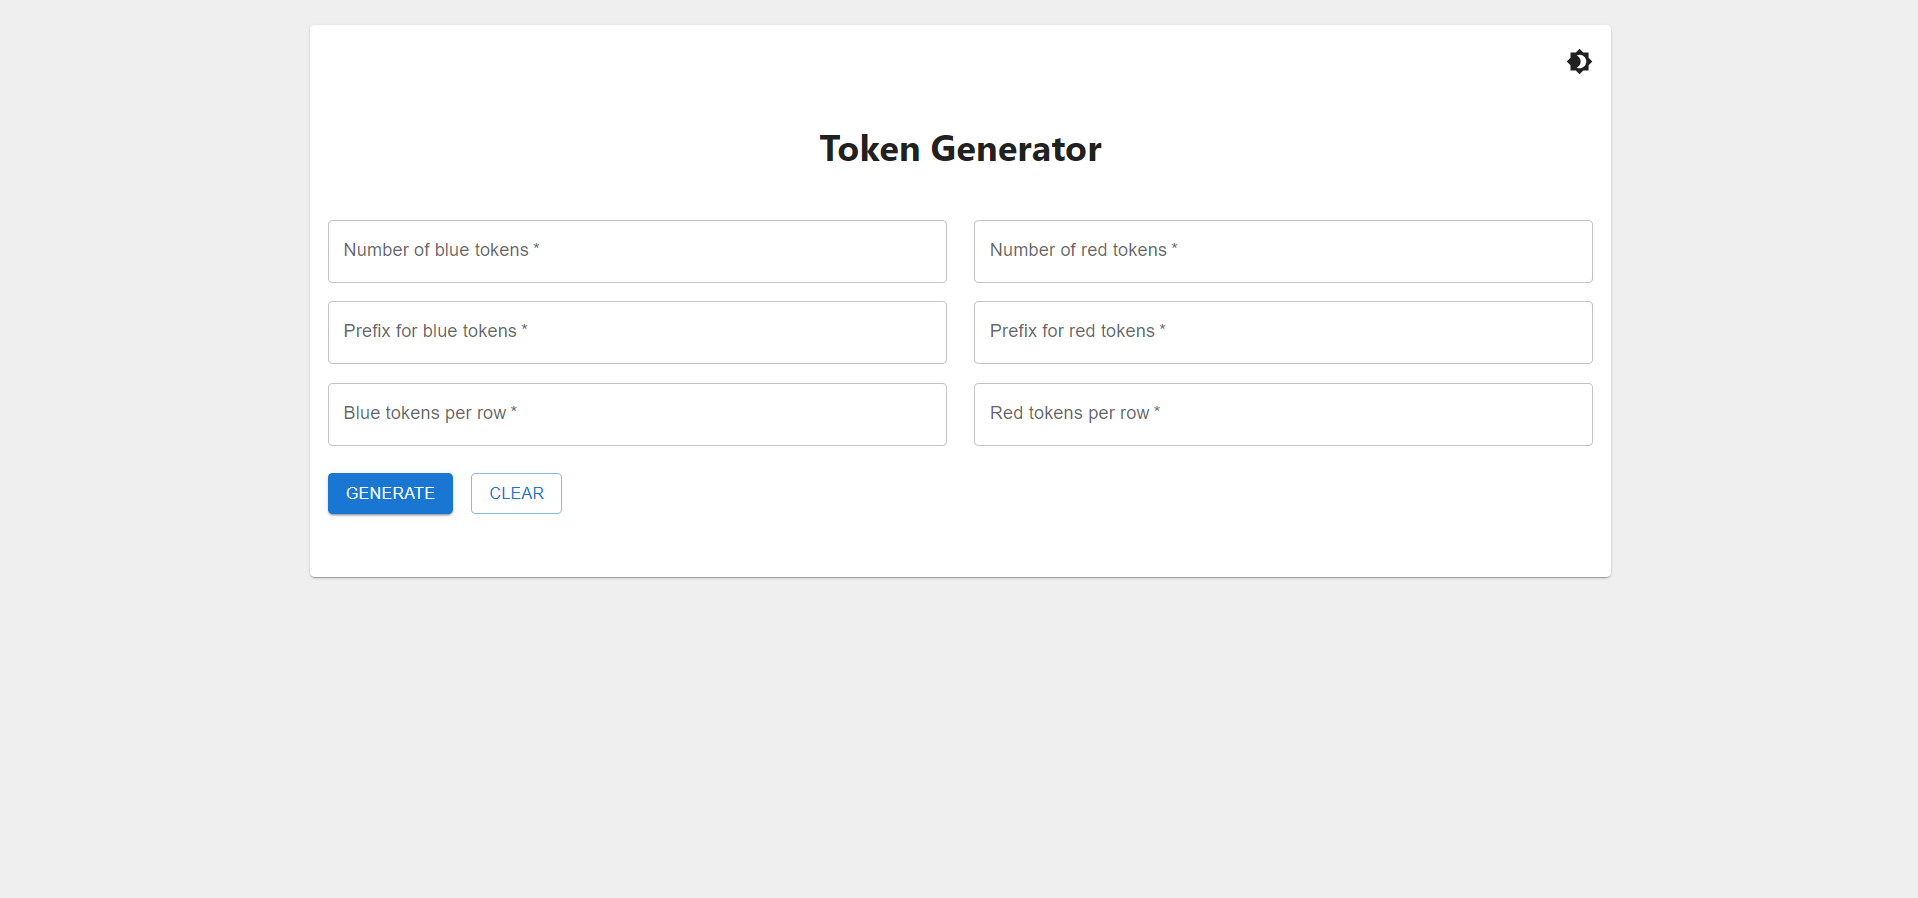 Token Generator
Number of blue tokens *
Number of red tokens *
Prefix for blue tokens *
Prefix for red tokens *
Blue tokens per row *
Red tokens per row *
GENERATE
CLEAR